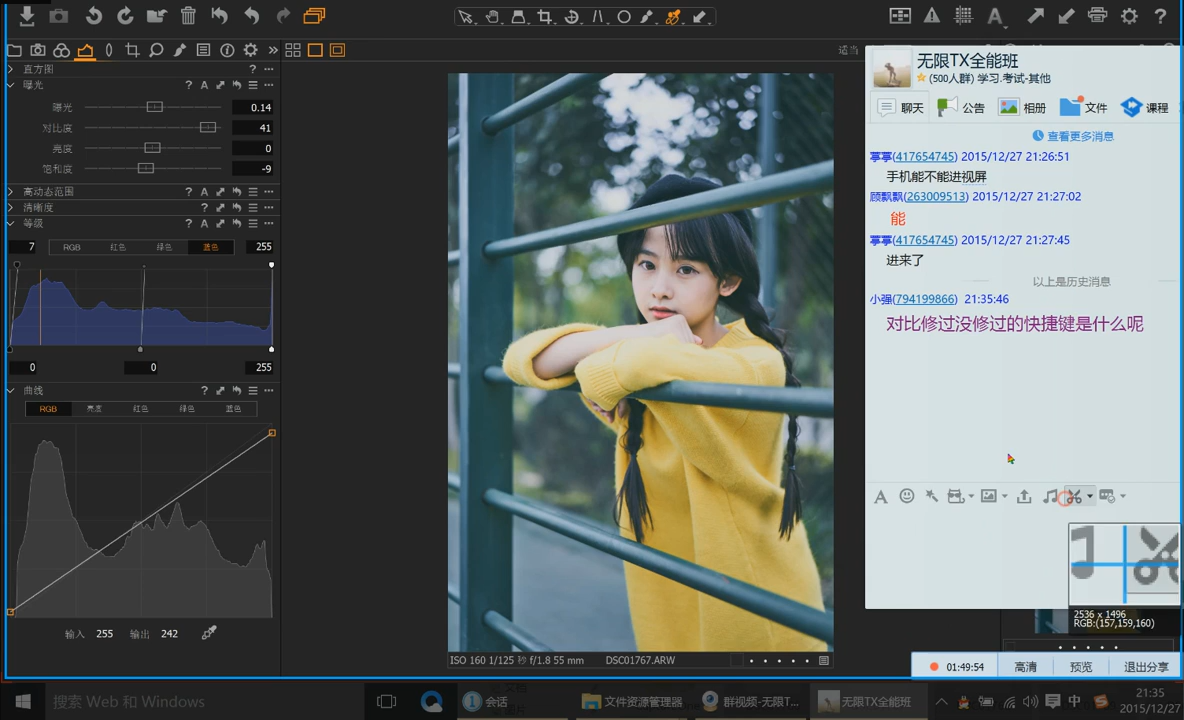 适当
直方图
曝光
曝光 0.14
对比度 41
亮度 0
饱和度 -9
高动态范围
清晰度
等级
7 RGB 红色 绿色 蓝色 255
0 0 255
曲线
RGB 亮度 红色 绿色 蓝色
输入 255 输出 242
ISO 160 1/125 秒 f/1.8 55 mm DSC01767.ARW
无限TX全能班
(500人群) 学习.考试-其他
聊天 公告 相册 文件 课程
查看更多消息
(417654745) 2015/12/27 21:26:51
手机能不能进视屏
顾飘飘(263009513) 2015/12/27 21:27:02
能
(417654745) 2015/12/27 21:27:45
进来了
以上是历史消息
小强(794199866) 21:35:46
对比修过没修过的快捷键是什么呢
2536 x 1496
RGB:(157,159,160)
01:49:54 高清 预览 退出分享
搜索 Web 和 Windows
会话
文件资源管理器
群视频-无限T...
无限TX全能班
中
21:35
2015/12/27